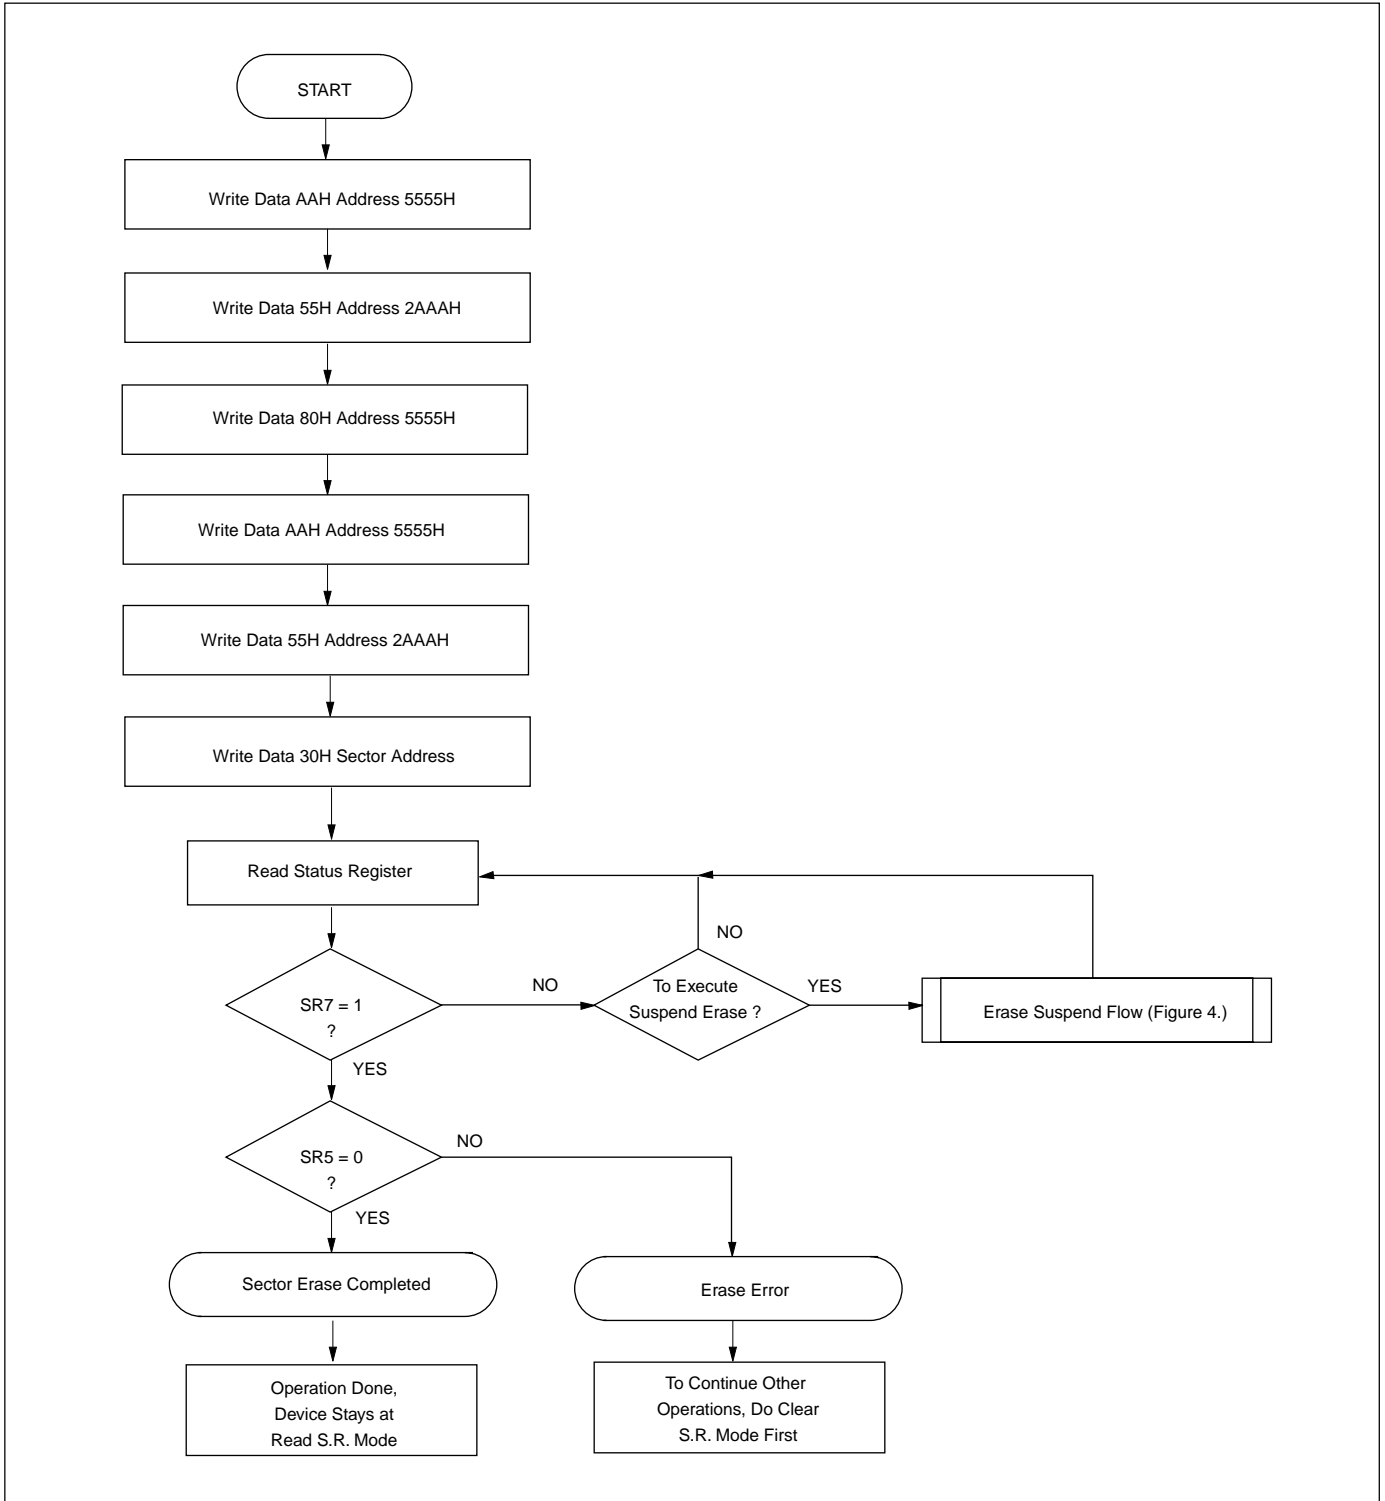 START
Write Data AAH Address 5555H
Write Data 55H Address 2AAAH
Write Data 80H Address 5555H
Write Data AAH Address 5555H
Write Data 55H Address 2AAAH
Write Data 30H Sector Address
Read Status Register
NO
SR7 = 1
?
NO
To Execute
Suspend Erase ?
YES
Erase Suspend Flow (Figure 4.)
YES
SR5 = 0
?
NO
YES
Sector Erase Completed
Erase Error
Operation Done,
Device Stays at
Read S.R. Mode
To Continue Other
Operations, Do Clear
S.R. Mode First